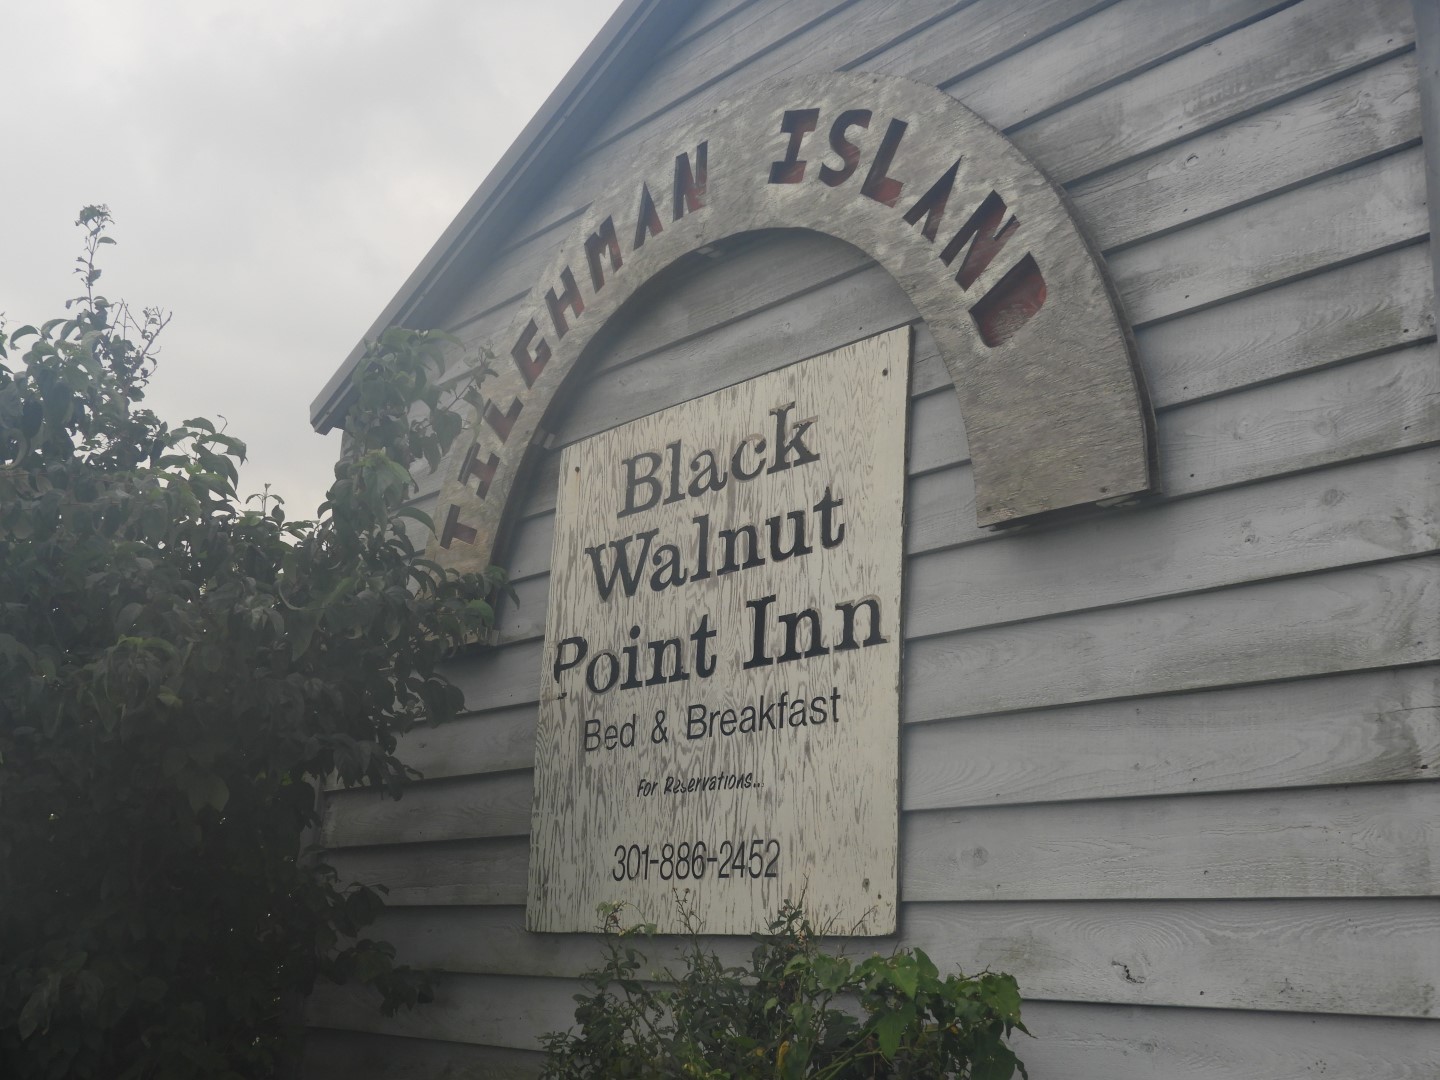 TILGHMAN ISLAND
Black
Walnut
Point Inn
Bed & Breakfast
For Reservations..
301-886-2452